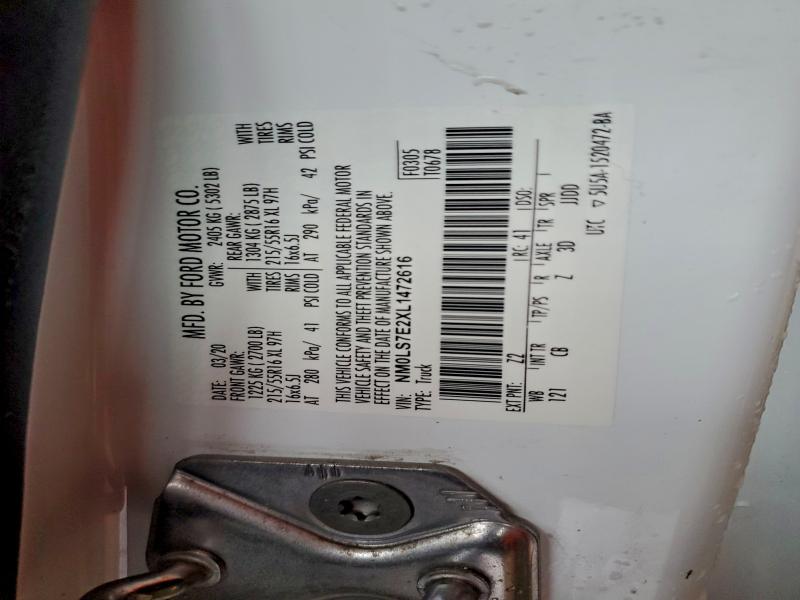 MFD. BY FORD MOTOR CO.
DATE: 03/20 GVWR: 2405 KG ( 5302 LB)
FRONT GAWR: REAR GAWR: WITH
1225 KG ( 2700 LB) WITH 1304 KG ( 2875 LB) TIRES
215/55R16 XL 97H TIRES 215/55R16 XL 97H RIMS
16x6.5J RIMS 16x6.5J
AT 280 kPa/ 41 PSI COLD AT 290 kPa/ 42 PSI COLD
THIS VEHICLE CONFORMS TO ALL APPLICABLE FEDERAL MOTOR
VEHICLE SAFETY AND THEFT PREVENTION STANDARDS IN
EFFECT ON THE DATE OF MANUFACTURE SHOWN ABOVE.
VIN: NM0LS7E2XL1472616
TYPE: Truck
F0305
T0678
EXT PNT: Z2 RC: 41 DSO:
WB INT TR TP/PS R AXLE TR SPR
121 CB Z 3D JJDD
UTC ▽ 5U5A-1520472-BA